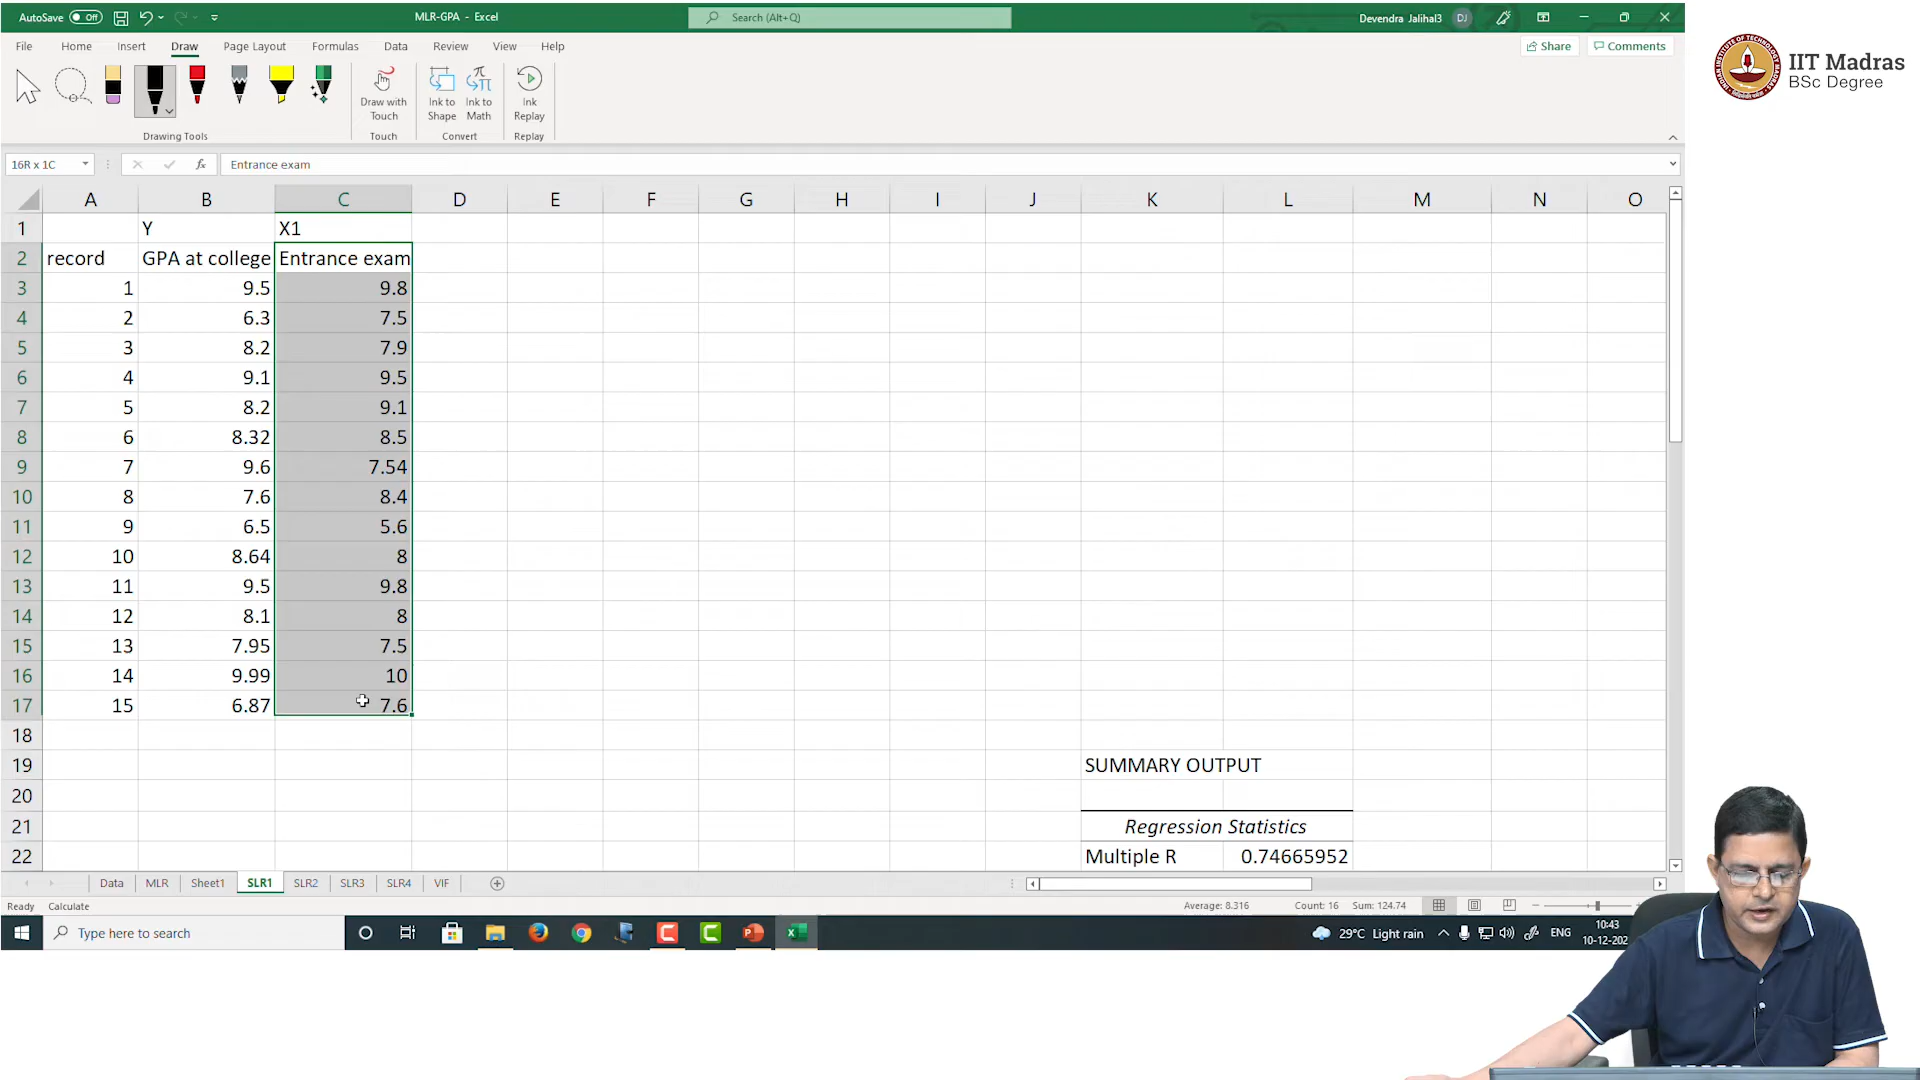 AutoSave Off
MLR-GPA - Excel
Search (Alt+Q)
Devendra Jalihal3 DJ
File Home Insert Draw Page Layout Formulas Data Review View Help
Share Comments
Draw with Touch
Ink to Shape
Ink to Math
Ink Replay
Drawing Tools Touch Convert Replay
IIT Madras
BSc Degree
16R x 1C fx Entrance exam
A B C D E F G H I J K L M N O
1 Y X1
2 record GPA at college Entrance exam
3 1 9.5 9.8
4 2 6.3 7.5
5 3 8.2 7.9
6 4 9.1 9.5
7 5 8.2 9.1
8 6 8.32 8.5
9 7 9.6 7.54
10 8 7.6 8.4
11 9 6.5 5.6
12 10 8.64 8
13 11 9.5 9.8
14 12 8.1 8
15 13 7.95 7.5
16 14 9.99 10
17 15 6.87 7.6
18
19 SUMMARY OUTPUT
20
21 Regression Statistics
22 Multiple R 0.74665952
Data MLR Sheet1 SLR1 SLR2 SLR3 SLR4 VIF
Ready Calculate Average: 8.316 Count: 16 Sum: 124.74
Type here to search
29°C Light rain ENG 10:43
10-12-202